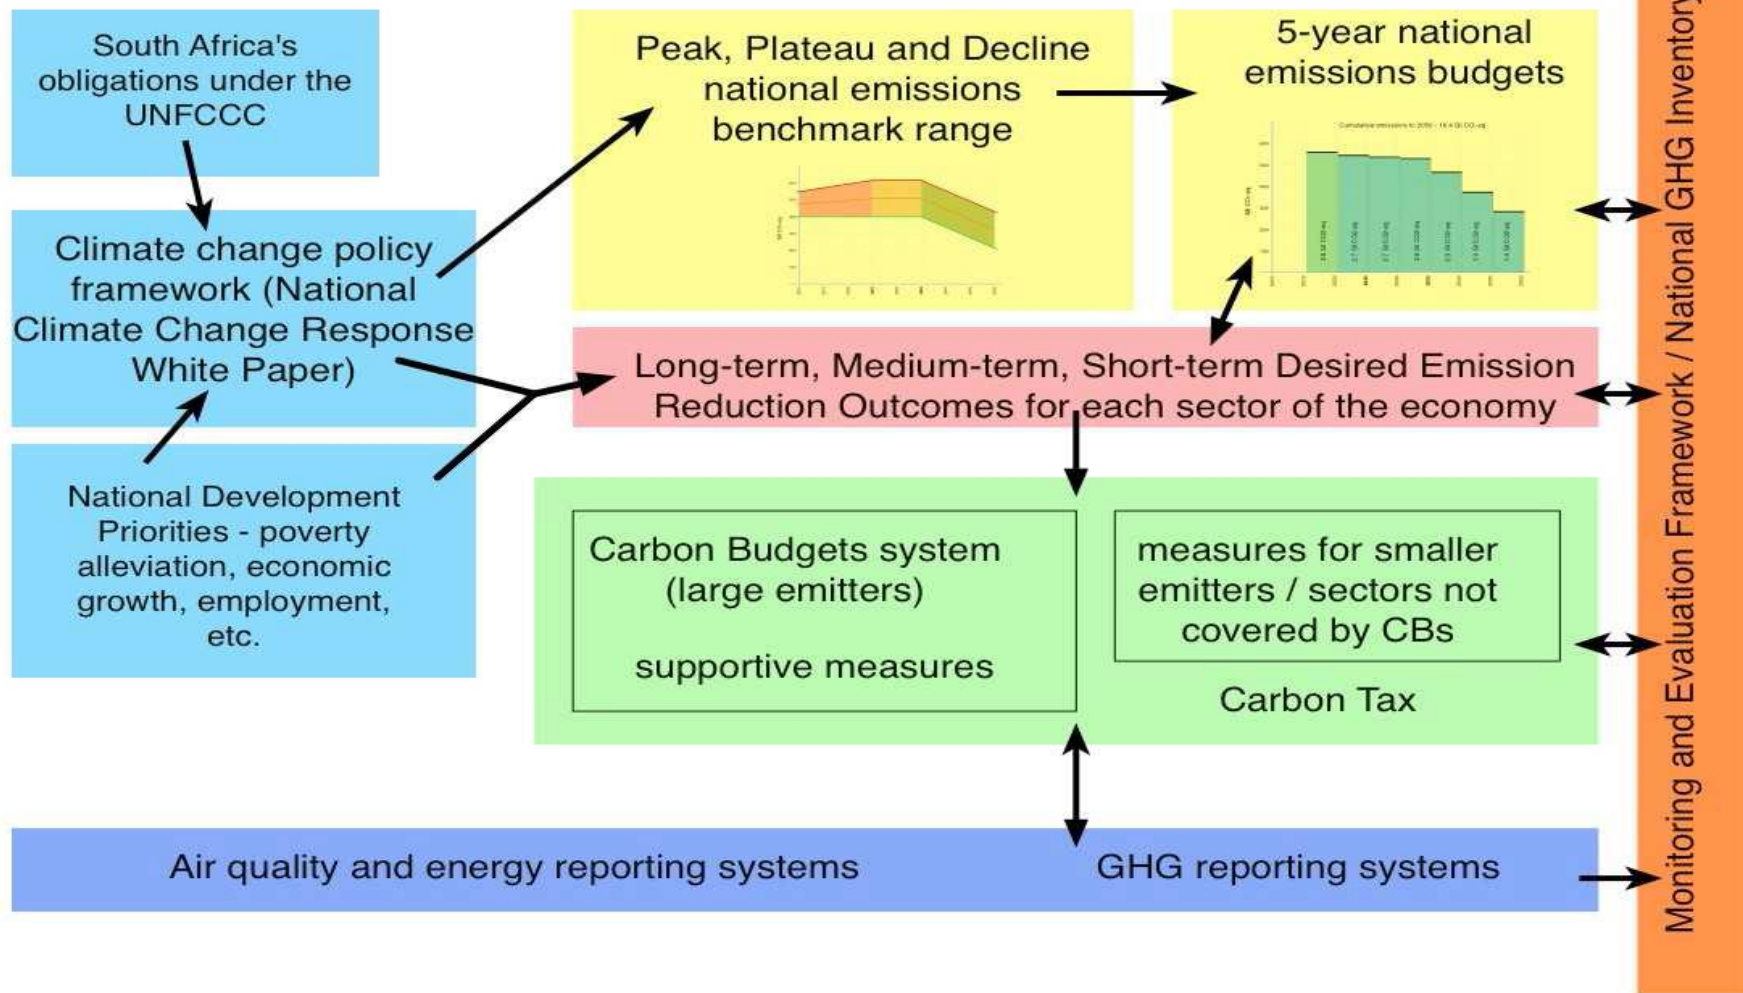 South Africa's
obligations under the
UNFCCC
Climate change policy
framework (National
Climate Change Response
White Paper)
National Development
Priorities - poverty
alleviation, economic
growth, employment,
etc.
Peak, Plateau and Decline
national emissions
benchmark range
5-year national
emissions budgets
Long-term, Medium-term, Short-term Desired Emission
Reduction Outcomes for each sector of the economy
Carbon Budgets system
(large emitters)
supportive measures
measures for smaller
emitters / sectors not
covered by CBs
Carbon Tax
Air quality and energy reporting systems
GHG reporting systems
Monitoring and Evaluation Framework / National GHG Inventory